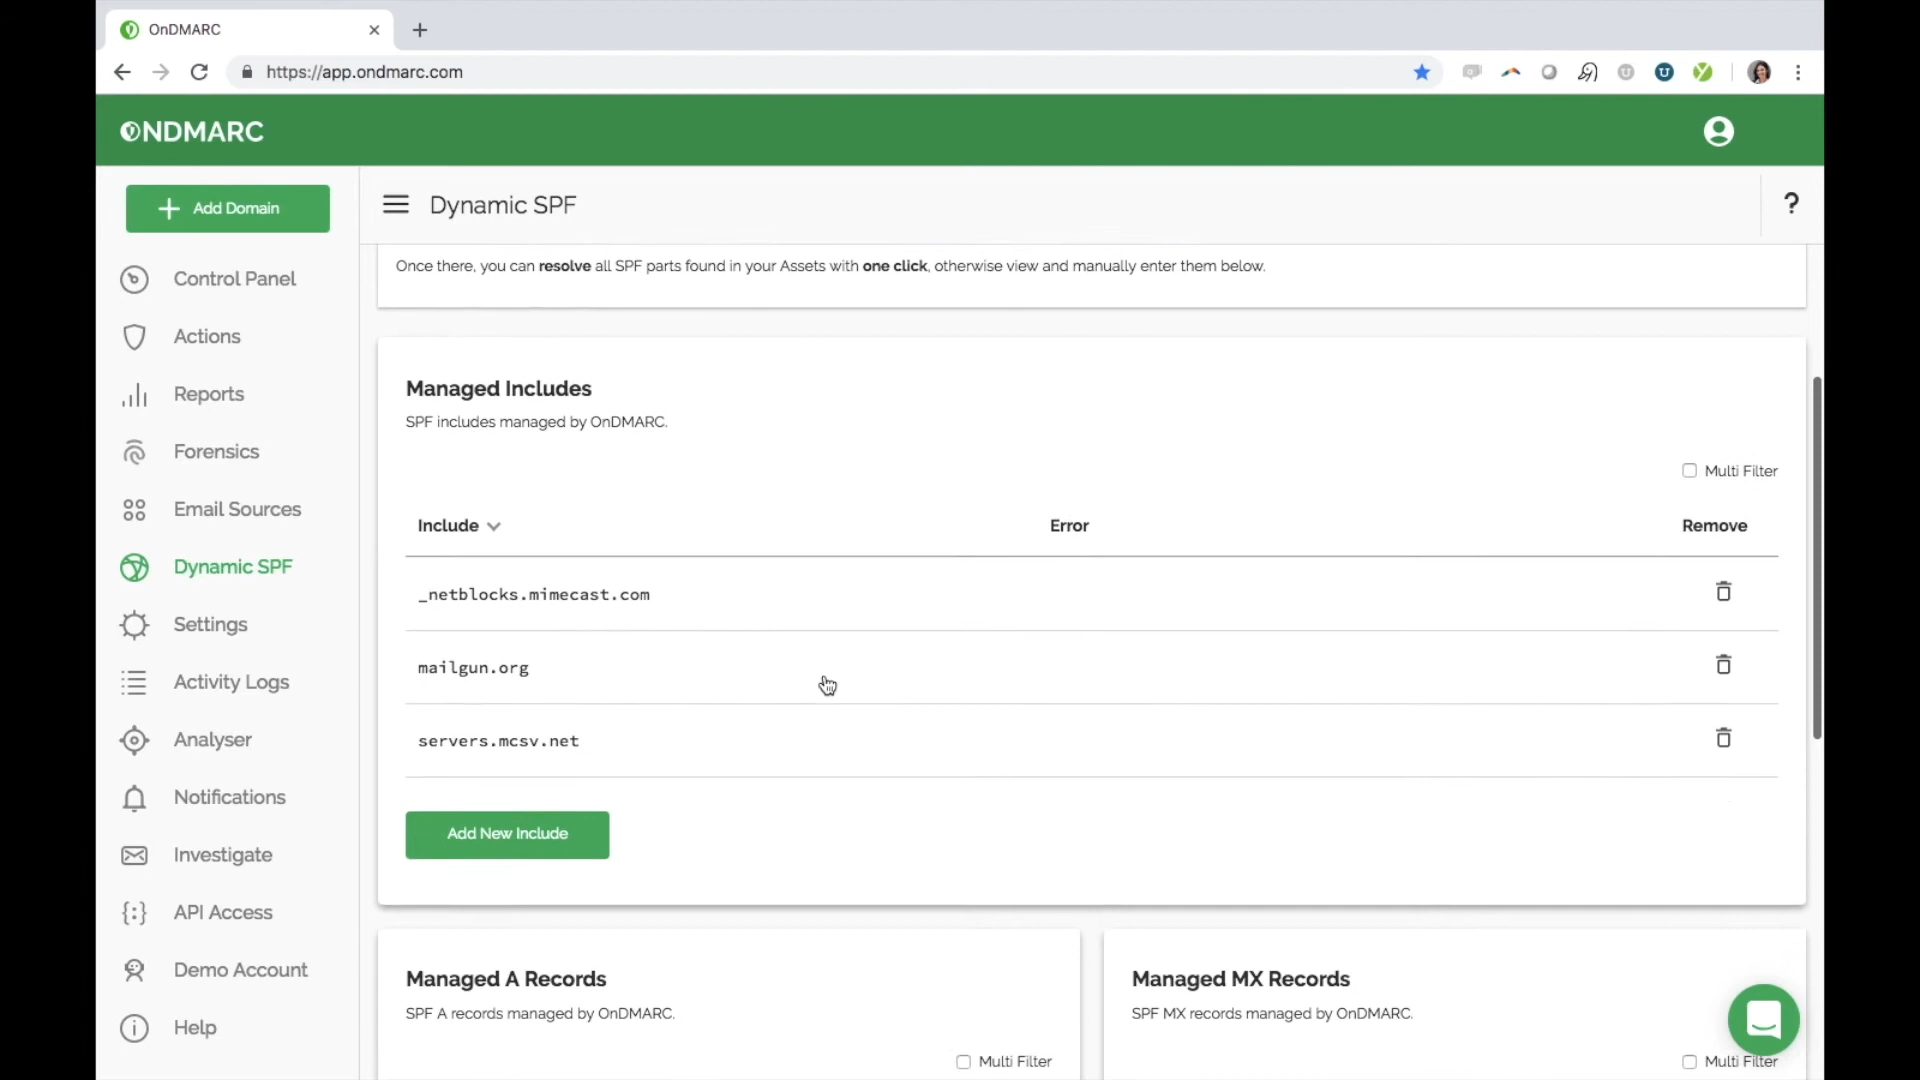 OnDMARC
https://app.ondmarc.com
ONDMARC
Add Domain
Dynamic SPF
?
Control Panel
Actions
Reports
Forensics
Email Sources
Dynamic SPF
Settings
Activity Logs
Analyser
Notifications
Investigate
API Access
Demo Account
Help
Once there, you can resolve all SPF parts found in your Assets with one click, otherwise view and manually enter them below.
Managed Includes
SPF includes managed by OnDMARC.
Multi Filter
Include Error Remove
_netblocks.mimecast.com
mailgun.org
servers.mcsv.net
Add New Include
Managed A Records
SPF A records managed by OnDMARC.
Multi Filter
Managed MX Records
SPF MX records managed by OnDMARC.
Multi Filter